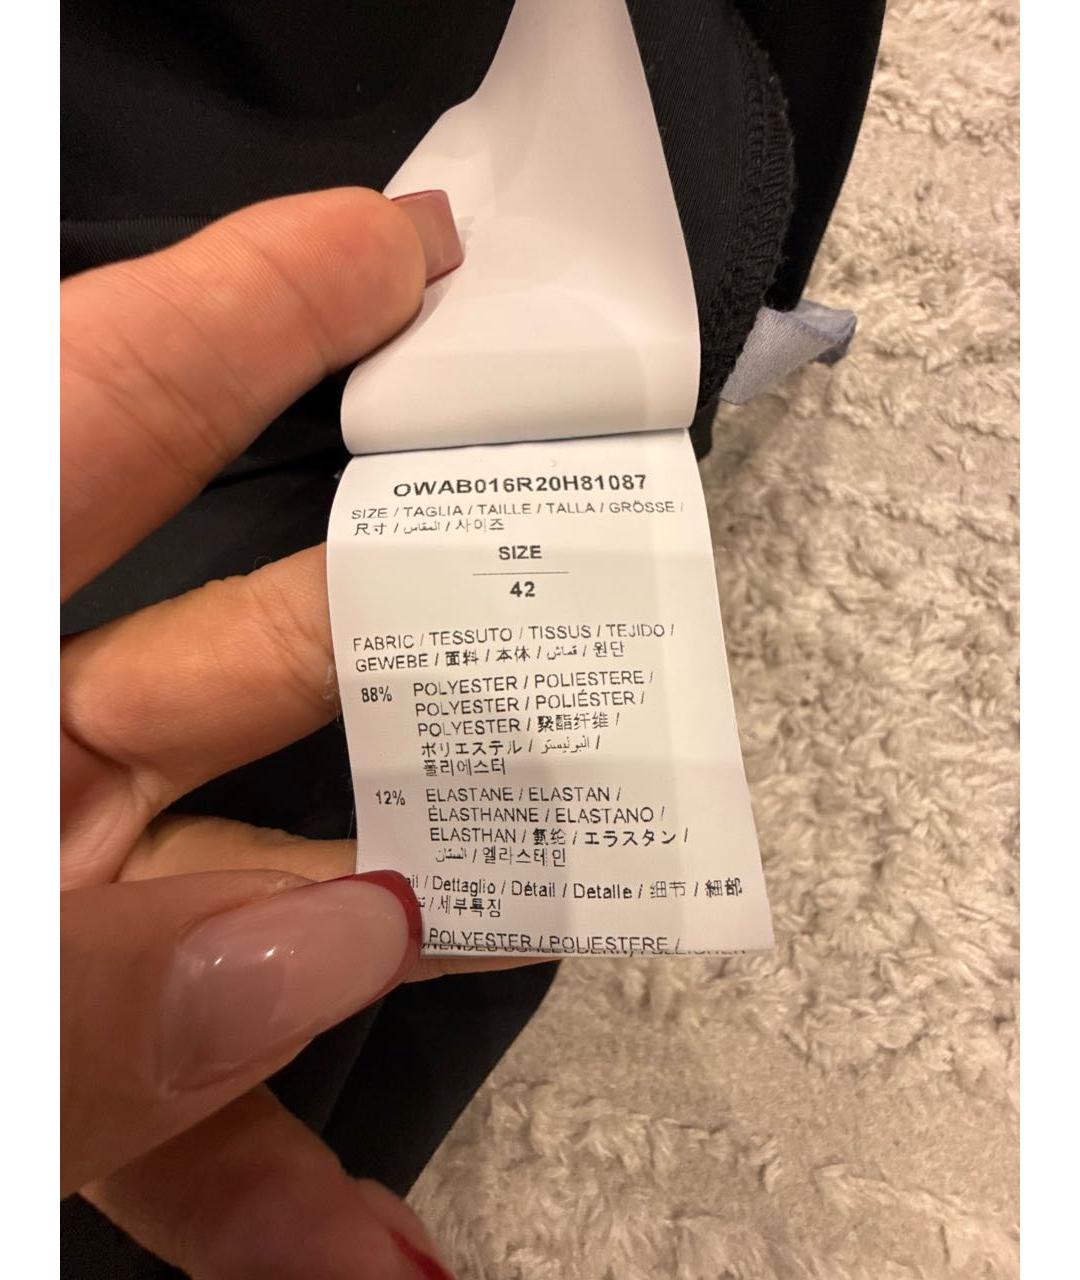 OWAB016R20H81087
SIZE / TAGLIA / TAILLE / TALLA / GRÖSSE /
尺寸 / المقاس / 사이즈
SIZE
42
FABRIC / TESSUTO / TISSUS / TEJIDO /
GEWEBE / 面料 / 本体 / قماش / 원단
88% POLYESTER / POLIESTERE /
POLYESTER / POLIÉSTER /
POLYESTER / 聚酯纤维 /
ポリエステル / البوليستر /
폴리에스터
12% ELASTANE / ELASTAN /
ÉLASTHANNE / ELASTANO /
ELASTHAN / 氨纶 / エラスタン /
الستان / 엘라스테인
ail / Dettaglio / Détail / Detalle / 细节 / 細部
/ 세부특징
POLYESTER / POLIESTERE /